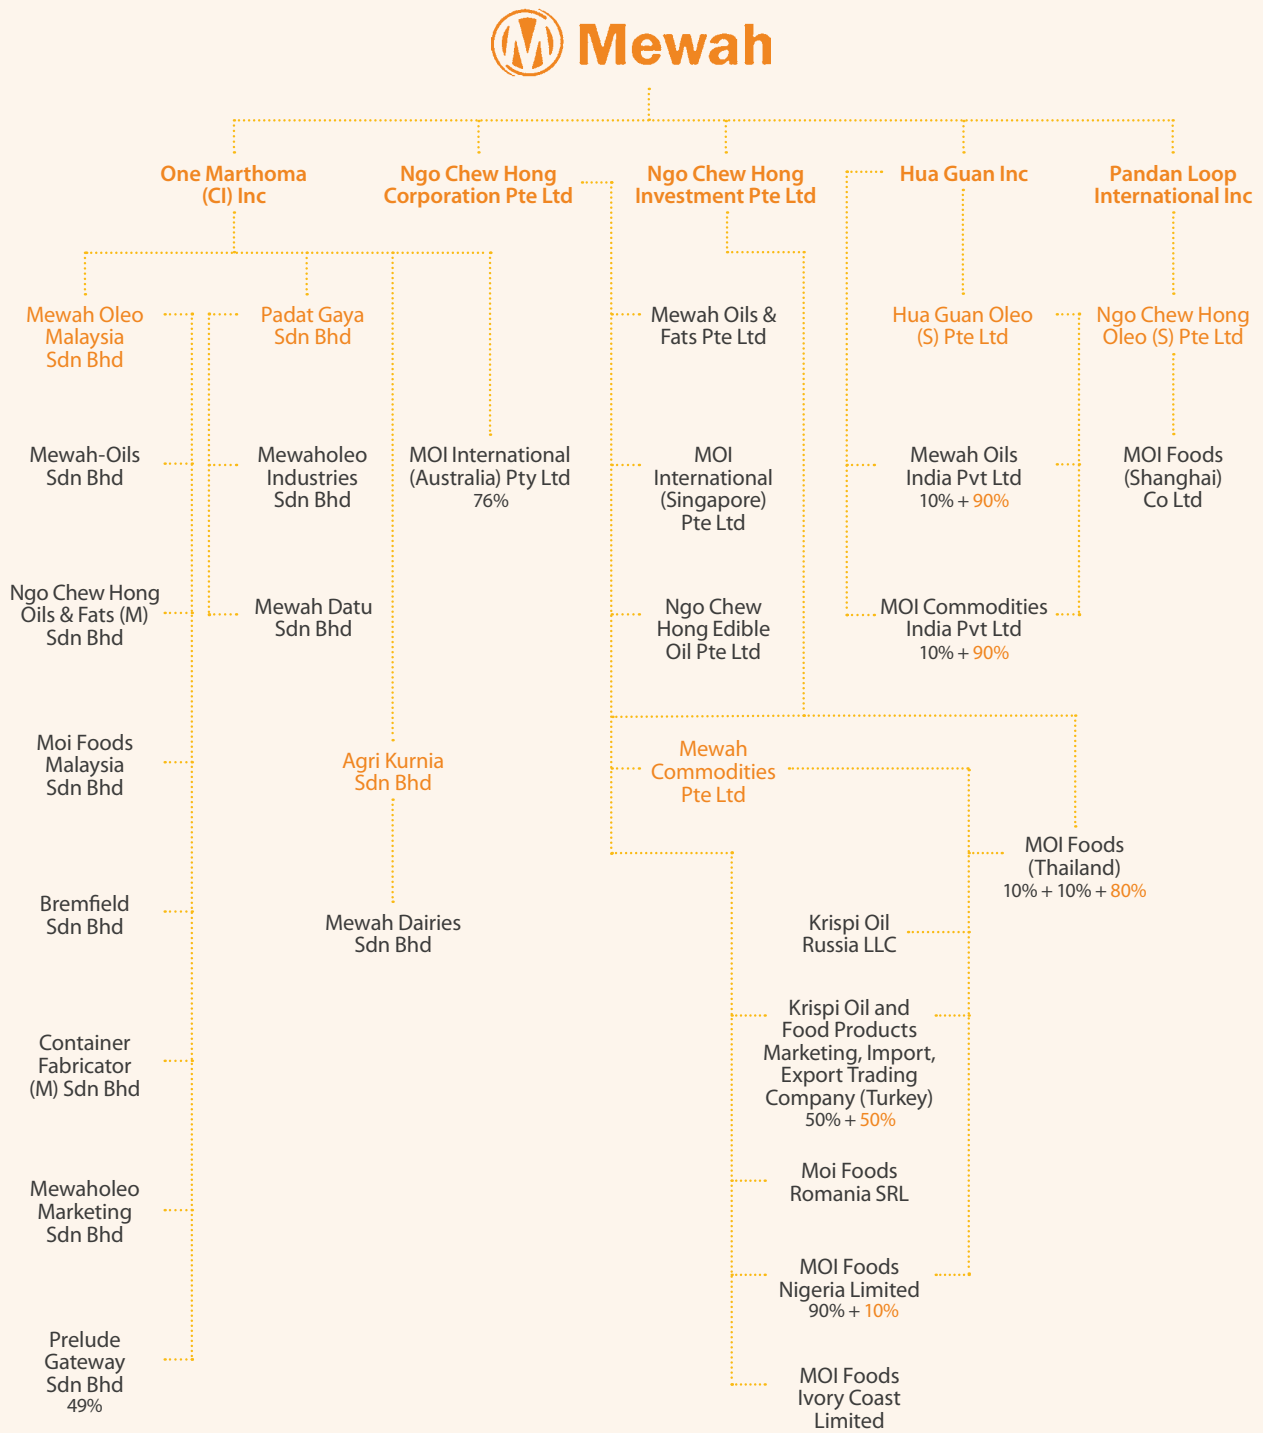 Mewah
One Marthoma
(CI) Inc
Ngo Chew Hong
Corporation Pte Ltd
Ngo Chew Hong
Investment Pte Ltd
Hua Guan Inc
Pandan Loop
International Inc
Mewah Oleo
Malaysia
Sdn Bhd
Padat Gaya
Sdn Bhd
Mewah Oils &
Fats Pte Ltd
Hua Guan Oleo
(S) Pte Ltd
Ngo Chew Hong
Oleo (S) Pte Ltd
Mewah-Oils
Sdn Bhd
Mewaholeo
Industries
Sdn Bhd
MOI International
(Australia) Pty Ltd
76%
MOI
International
(Singapore)
Pte Ltd
Mewah Oils
India Pvt Ltd
10% + 90%
MOI Foods
(Shanghai)
Co Ltd
Ngo Chew Hong
Oils & Fats (M)
Sdn Bhd
Mewah Datu
Sdn Bhd
Ngo Chew
Hong Edible
Oil Pte Ltd
MOI Commodities
India Pvt Ltd
10% + 90%
Moi Foods
Malaysia
Sdn Bhd
Agri Kurnia
Sdn Bhd
Mewah
Commodities
Pte Ltd
MOI Foods
(Thailand)
10% + 10% + 80%
Bremfield
Sdn Bhd
Mewah Dairies
Sdn Bhd
Krispi Oil
Russia LLC
Container
Fabricator
(M) Sdn Bhd
Krispi Oil and
Food Products
Marketing, Import,
Export Trading
Company (Turkey)
50% + 50%
Mewaholeo
Marketing
Sdn Bhd
Moi Foods
Romania SRL
MOI Foods
Nigeria Limited
90% + 10%
Prelude
Gateway
Sdn Bhd
49%
MOI Foods
Ivory Coast
Limited